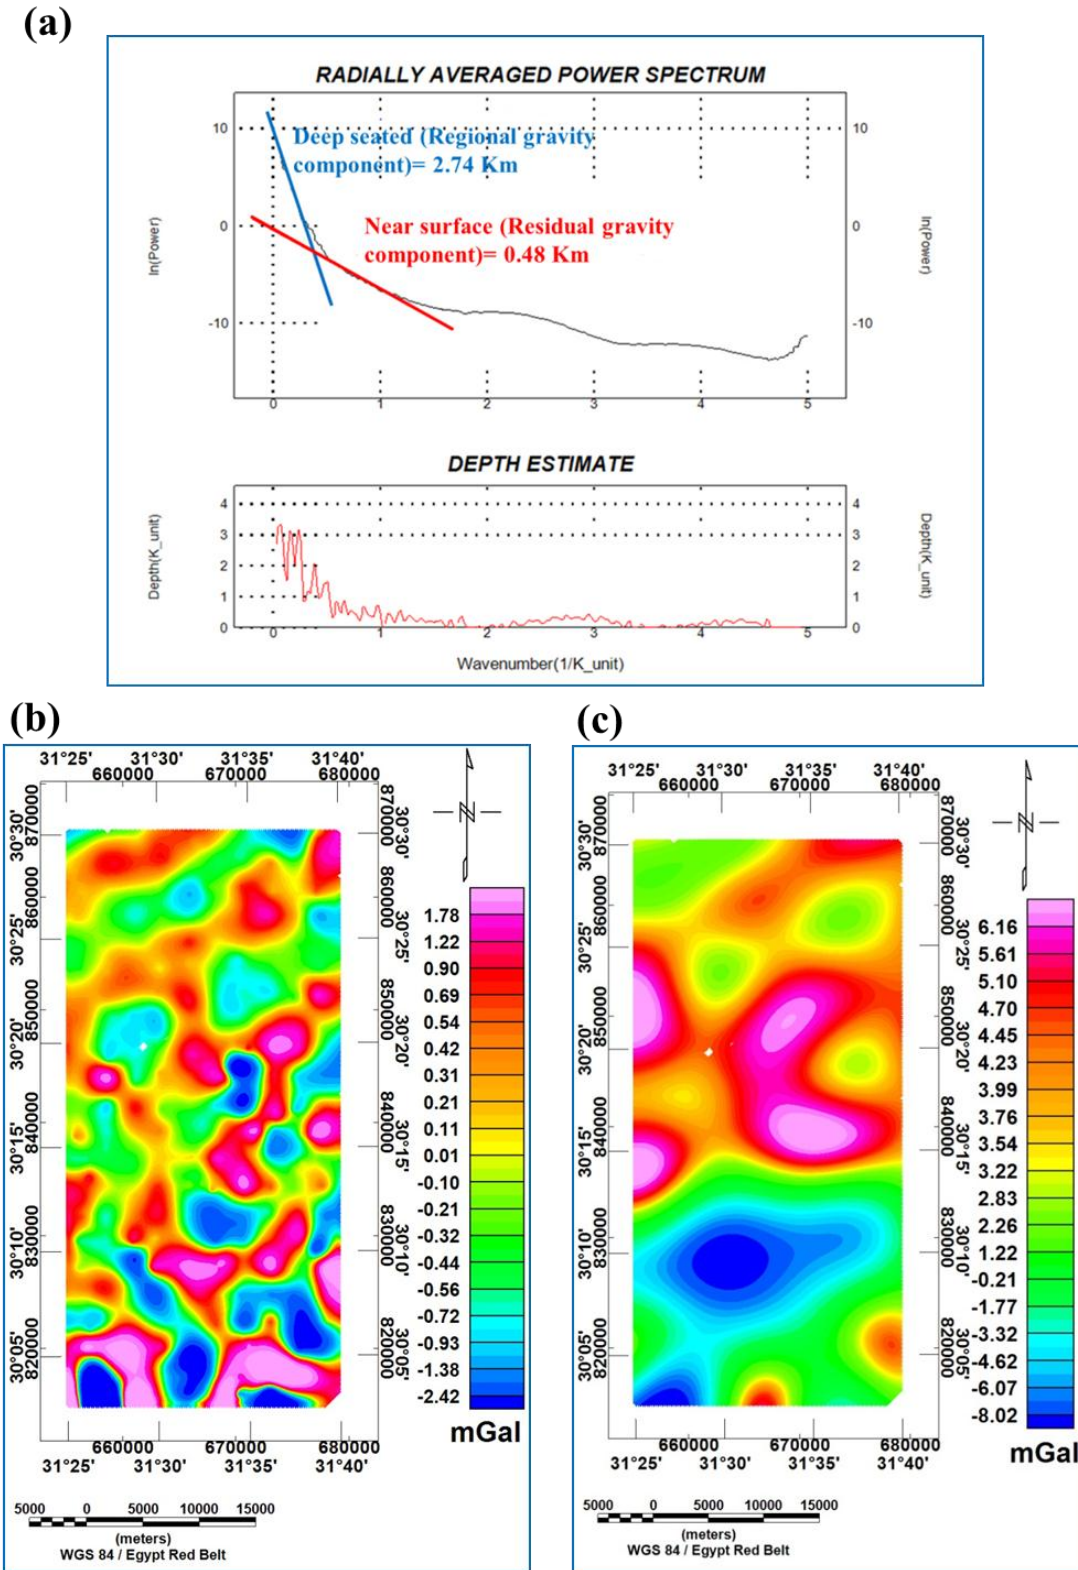 (a)
RADIALLY AVERAGED POWER SPECTRUM
10
Deep seated (Regional gravity
component)= 2.74 Km
10
Near surface (Residual gravity
component)= 0.48 Km
0
0
ln(Power)
ln(Power)
-10
-10
0 1 2 3 4 5
DEPTH ESTIMATE
4 4
3 3
2 2
1 1
0 0
Depth(K_unit)
Depth(K_unit)
0 1 2 3 4 5
Wavenumber(1/K_unit)
(b)
31°25' 31°30' 31°35' 31°40'
660000 670000 680000
30°30' 870000
860000
30°25'
850000
30°20'
840000
30°15'
830000
30°10'
820000
30°05'
870000 30°30'
860000
30°25'
850000
30°20'
840000
30°15'
830000
30°10'
820000
30°05'
N
1.78
1.22
0.90
0.69
0.54
0.42
0.31
0.21
0.11
0.01
-0.10
-0.21
-0.32
-0.44
-0.56
-0.72
-0.93
-1.38
-2.42
mGal
660000 670000 680000
31°25' 31°30' 31°35' 31°40'
5000 0 5000 10000 15000
(meters)
WGS 84 / Egypt Red Belt
(c)
31°25' 31°30' 31°35' 31°40'
660000 670000 680000
30°30' 870000
860000
30°25'
850000
30°20'
840000
30°15'
830000
30°10'
820000
30°05'
870000 30°30'
860000
30°25'
850000
30°20'
840000
30°15'
830000
30°10'
820000
30°05'
N
6.16
5.61
5.10
4.70
4.45
4.23
3.99
3.76
3.54
3.22
2.83
2.26
1.22
-0.21
-1.77
-3.32
-4.62
-6.07
-8.02
mGal
660000 670000 680000
31°25' 31°30' 31°35' 31°40'
5000 0 5000 10000 15000
(meters)
WGS 84 / Egypt Red Belt